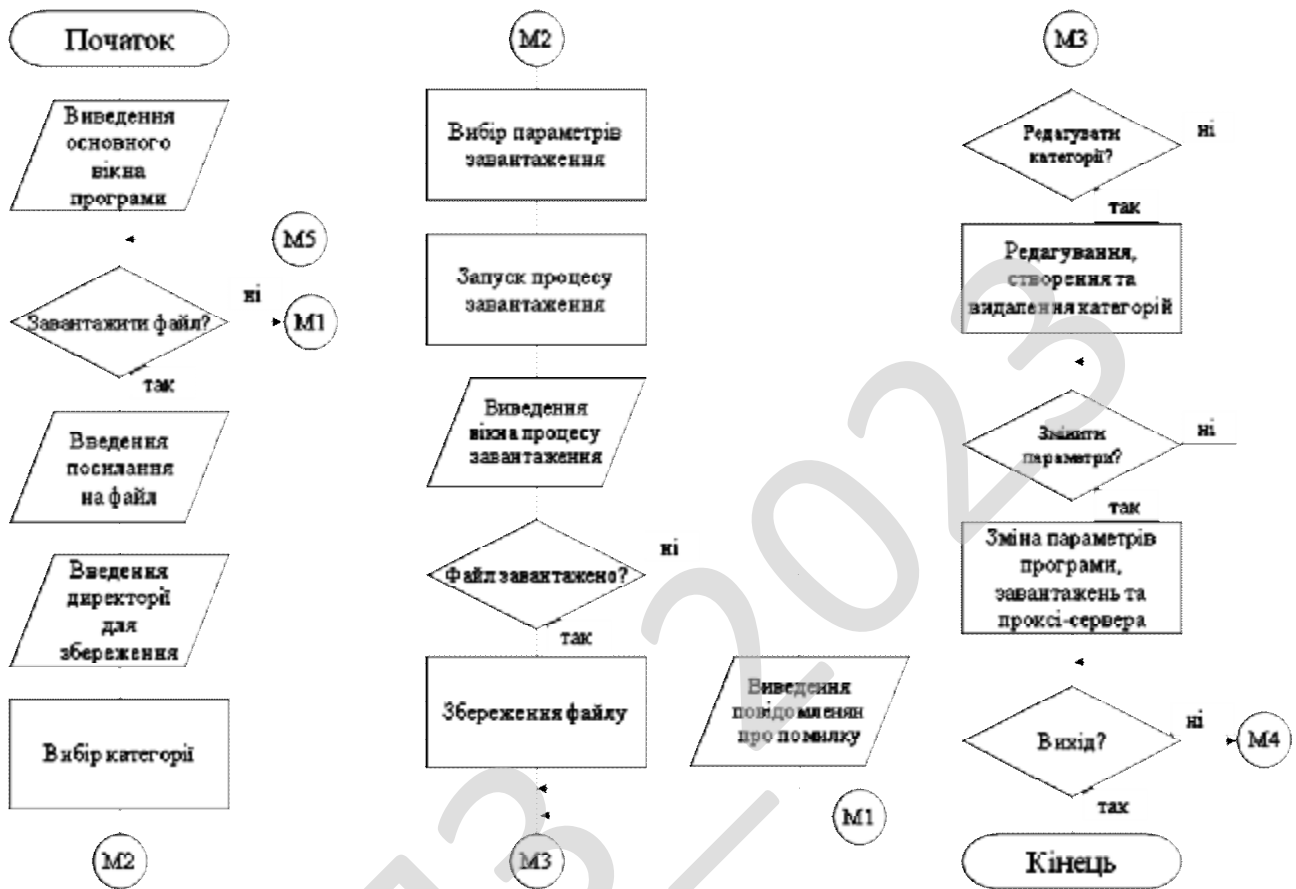 Початок
Виведення
основного
вікна
програми
М5
Завантажити файл?
ні
М1
так
Введення
посилання
на файл
Введення
директорії
для
збереження
Вибір категорії
М2
М2
Вибір параметрів
завантаження
Запуск процесу
завантаження
Виведення
вікна процесу
завантаження
Файл завантажено?
ні
так
Збереження файлу
Виведення
повідомленян
про помилку
М1
М3
М3
Редагувати
категорії?
ні
так
Редагування,
створення та
видалення категорій
Змінити
параметри?
ні
так
Зміна параметрів
програми,
завантажень та
проксі-сервера
Вихід?
ні
М4
так
Кінець
_2023